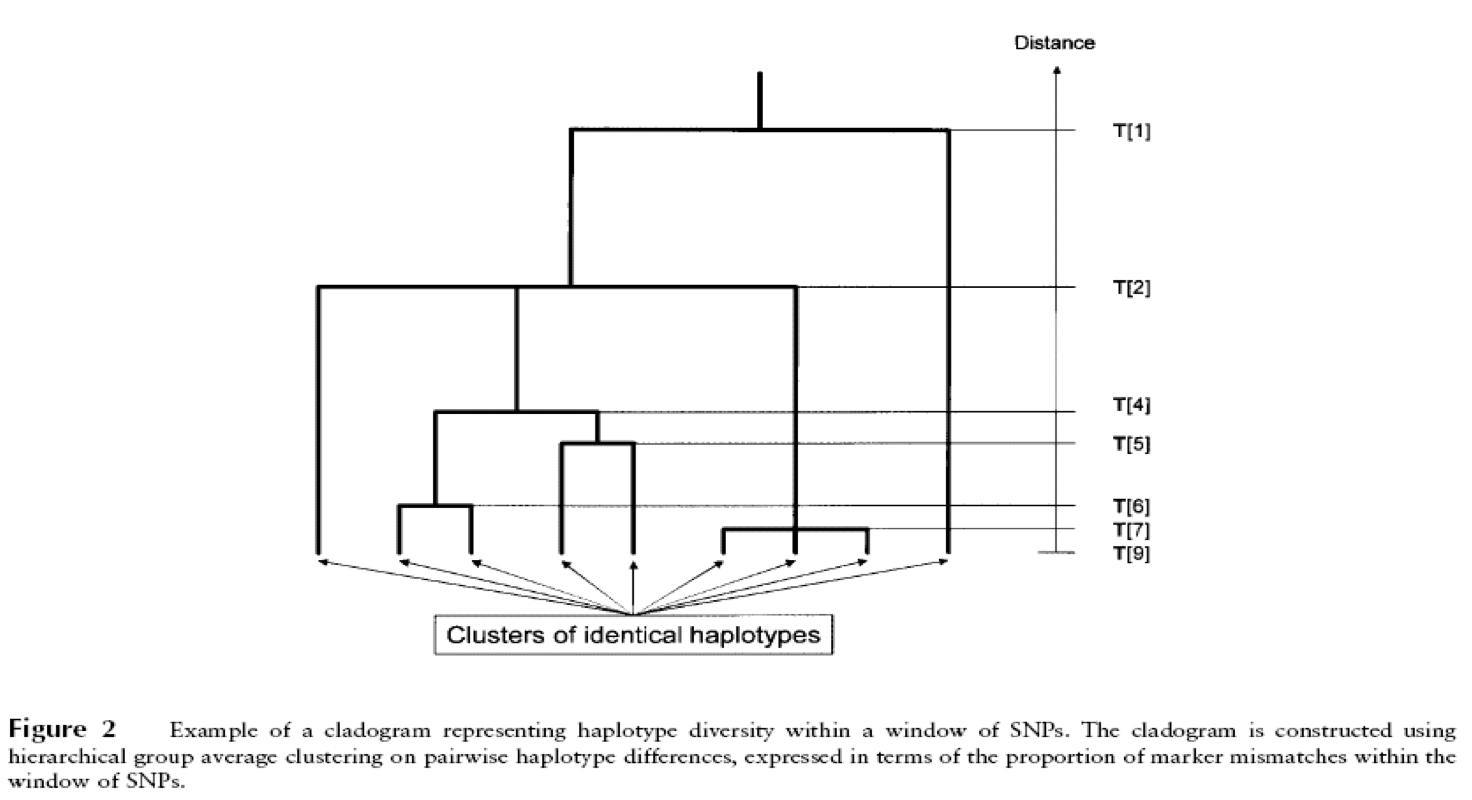 Distance
T[1]
T[2]
T[4]
T[5]
T[6]
T[7]
T[9]
Clusters of identical haplotypes
Figure 2 Example of a cladogram representing haplotype diversity within a window of SNPs. The cladogram is constructed using
hierarchical group average clustering on pairwise haplotype differences, expressed in terms of the proportion of marker mismatches within the
window of SNPs.